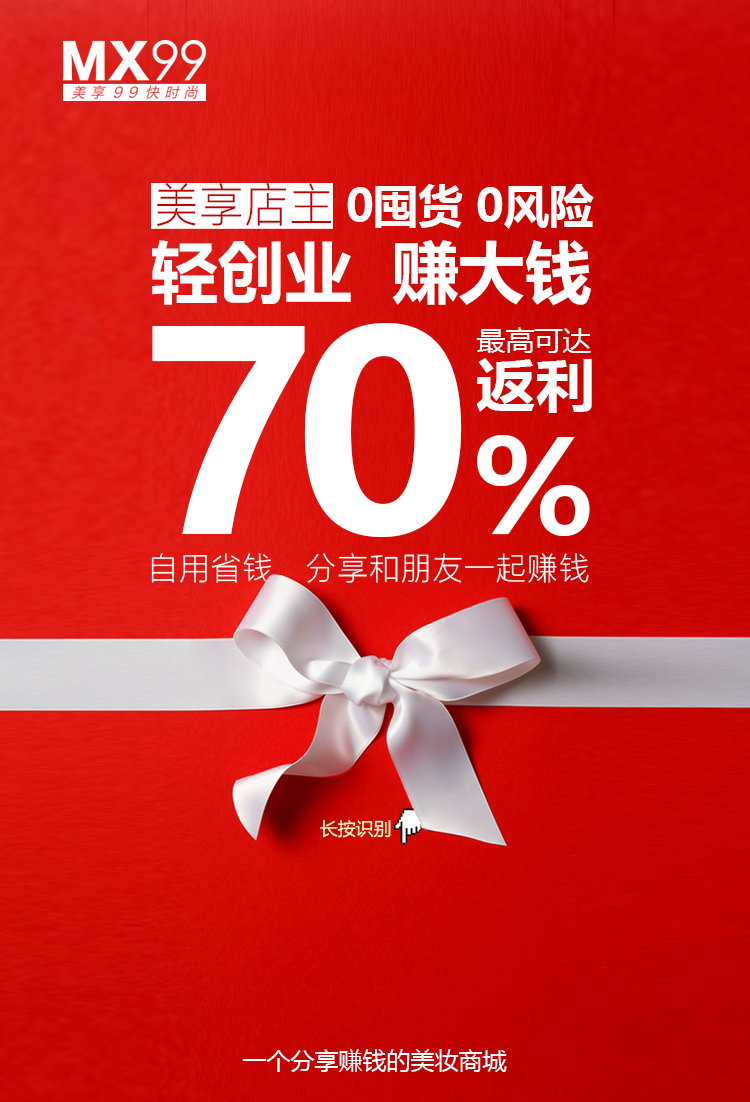 MX99
美享99快时尚
美享店主 0囤货 0风险
轻创业 赚大钱
70%
最高可达
返利
自用省钱 分享和朋友一起赚钱
长按识别
一个分享赚钱的美妆商城